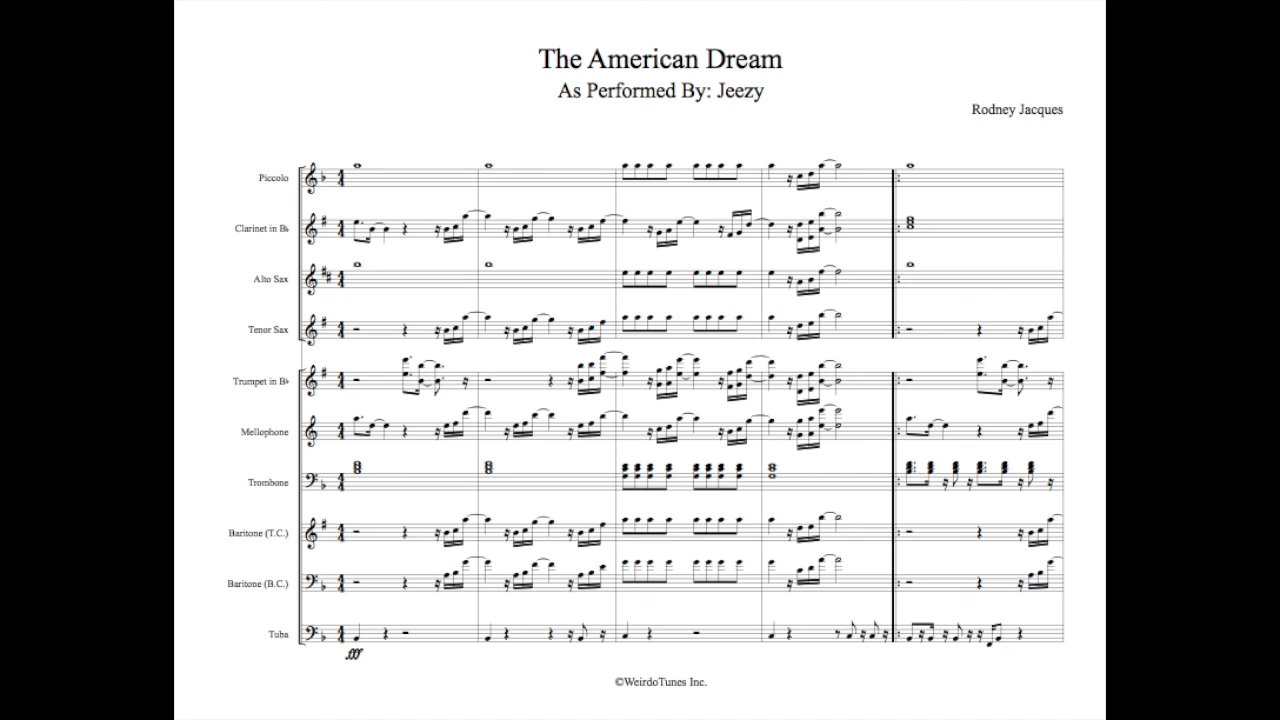 The American Dream
As Performed By: Jeezy
Rodney Jacques
Piccolo
Clarinet in B♭
Alto Sax
Tenor Sax
Trumpet in B♭
Mellophone
Trombone
Baritone (T.C.)
Baritone (B.C.)
Tuba
fff
©WeirdoTunes Inc.